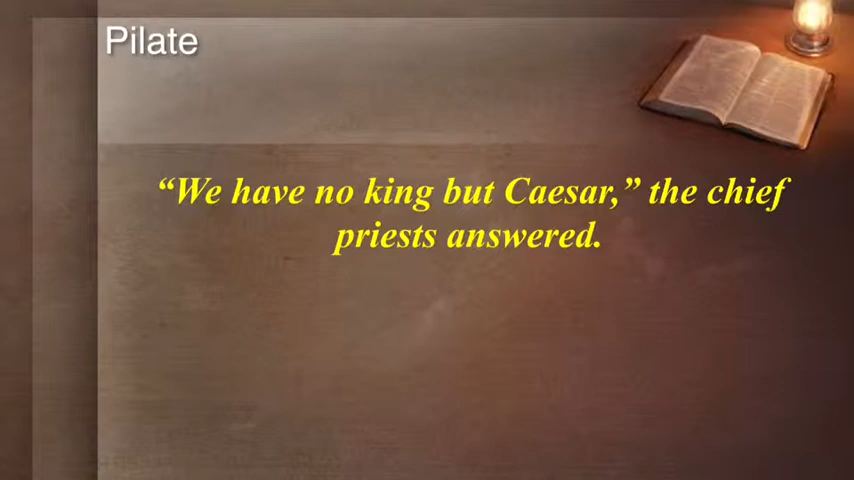 Pilate
“We have no king but Caesar,” the chief
priests answered.